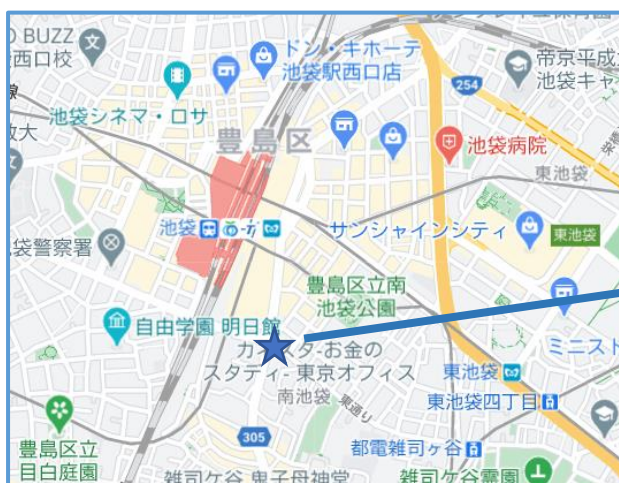 O BUZZ
西口校
ドン・キホーテ
池袋駅西口店
帝京平成
池袋キャ
254
池袋シネマ・ロサ
豊島区
池袋病院
東池袋
池袋
サンシャインシティ
東池袋
袋警察署
豊島区立南
池袋公園
自由学園 明日館
ミニスト
お金の
スタディ- 東京オフィス
東池袋
南池袋
東通り
東池袋四丁目
305
都電雑司ヶ谷
豊島区立
目白庭園
雑司ケ谷 鬼子母神堂
雑司ケ谷霊園